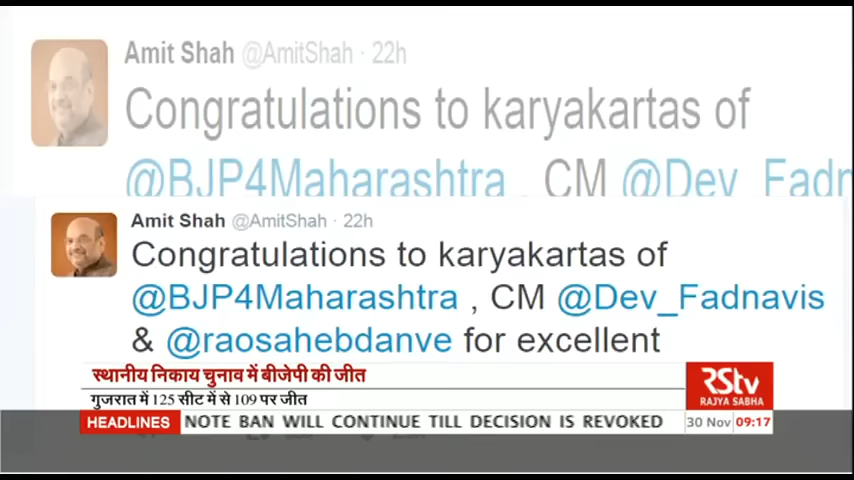 Amit Shah @AmitShah · 22h
Congratulations to karyakartas of
@BJP4Maharashtra , CM @Dev_Fadn
Amit Shah @AmitShah · 22h
Congratulations to karyakartas of
@BJP4Maharashtra , CM @Dev_Fadnavis
& @raosahebdanve for excellent
स्थानीय निकाय चुनाव में बीजेपी की जीत
गुजरात में 125 सीट में से 109 पर जीत
RStv
RAJYA SABHA
HEADLINES NOTE BAN WILL CONTINUE TILL DECISION IS REVOKED 30 Nov 09:17